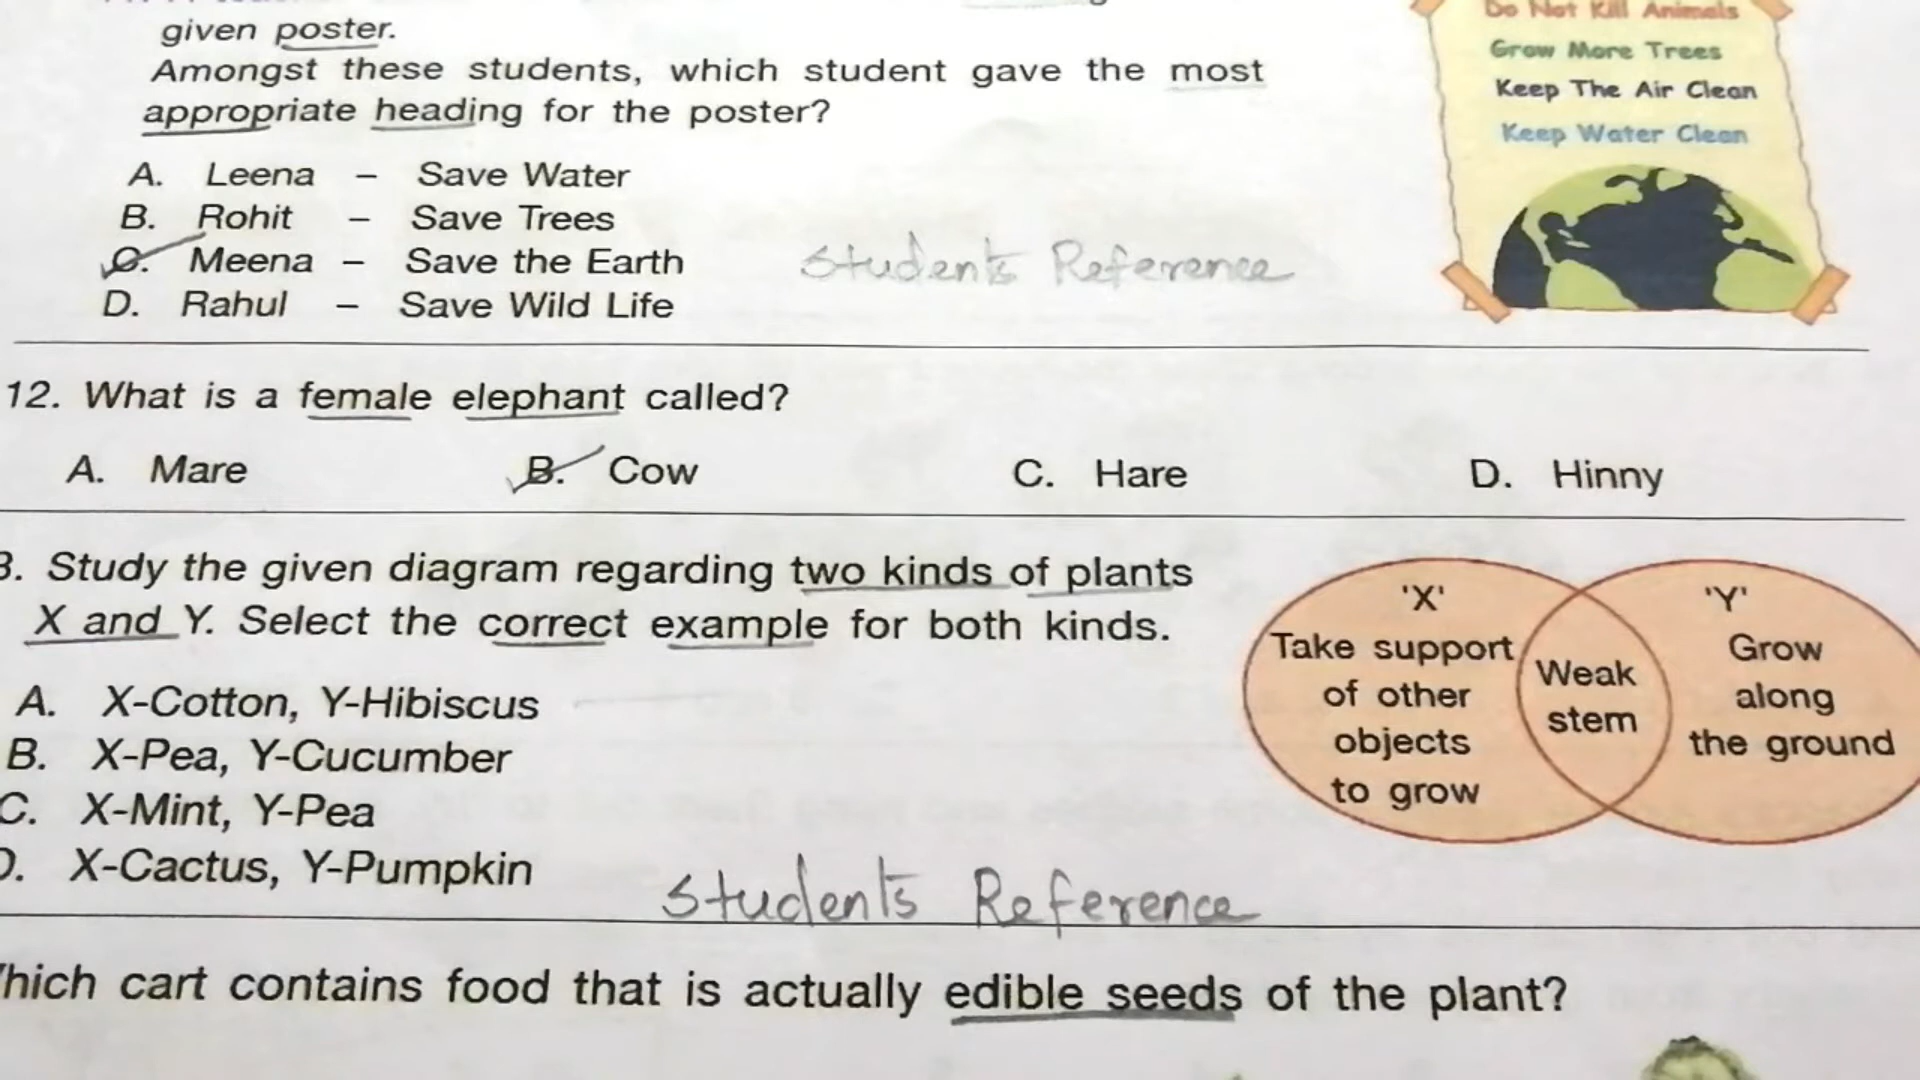 given poster.
Amongst these students, which student gave the most
appropriate heading for the poster?
A. Leena – Save Water
B. Rohit – Save Trees
C. Meena – Save the Earth
D. Rahul – Save Wild Life
Students Reference
Do Not Kill Animals
Grow More Trees
Keep The Air Clean
Keep Water Clean
12. What is a female elephant called?
A. Mare B. Cow C. Hare D. Hinny
3. Study the given diagram regarding two kinds of plants
X and Y. Select the correct example for both kinds.
A. X-Cotton, Y-Hibiscus
B. X-Pea, Y-Cucumber
C. X-Mint, Y-Pea
D. X-Cactus, Y-Pumpkin
'X'
Take support
of other
objects
to grow
Weak
stem
'Y'
Grow
along
the ground
Students Reference
hich cart contains food that is actually edible seeds of the plant?